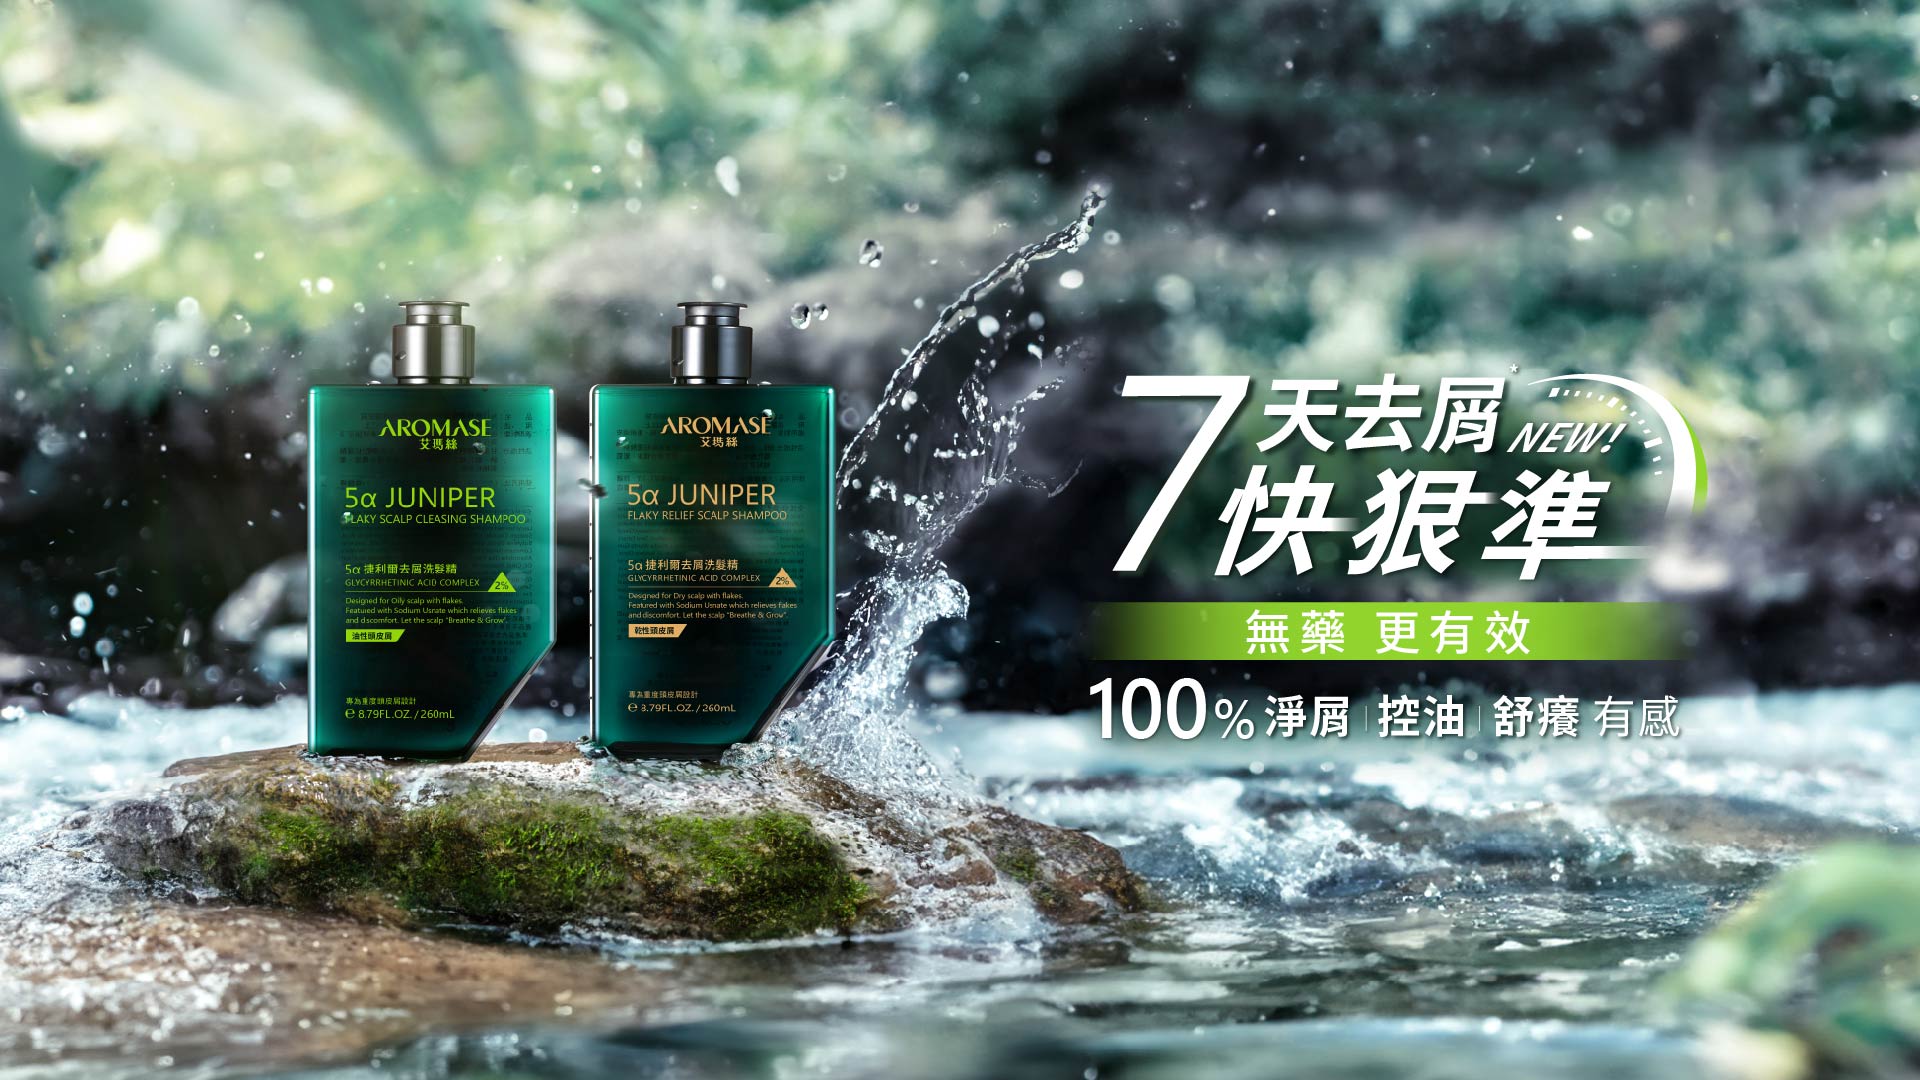 AROMASE
艾瑪絲
5α JUNIPER
FLAKY SCALP CLEASING SHAMPOO
5α 捷利爾去屑洗髮精
GLYCYRRHETINIC ACID COMPLEX 2%
Designed for Oily scalp with flakes.
Featured with Sodium Usnate which relieves flakes
and discomfort. Let the scalp "Breathe & Grow".
油性頭皮屑
專為重度頭皮屑設計
℮ 8.79FL.OZ./260mL
AROMASE
艾瑪絲
5α JUNIPER
FLAKY RELIEF SCALP SHAMPOO
5α 捷利爾去屑洗髮精
GLYCYRRHETINIC ACID COMPLEX 2%
Designed for Dry scalp with flakes.
Featured with Sodium Usnate which relieves flakes
and discomfort. Let the scalp "Breathe & Grow".
乾性頭皮屑
專為重度頭皮屑設計
℮ 8.79FL.OZ./260mL
7天去屑* NEW!
快狠準
無藥 更有效
100%淨屑|控油|舒癢 有感